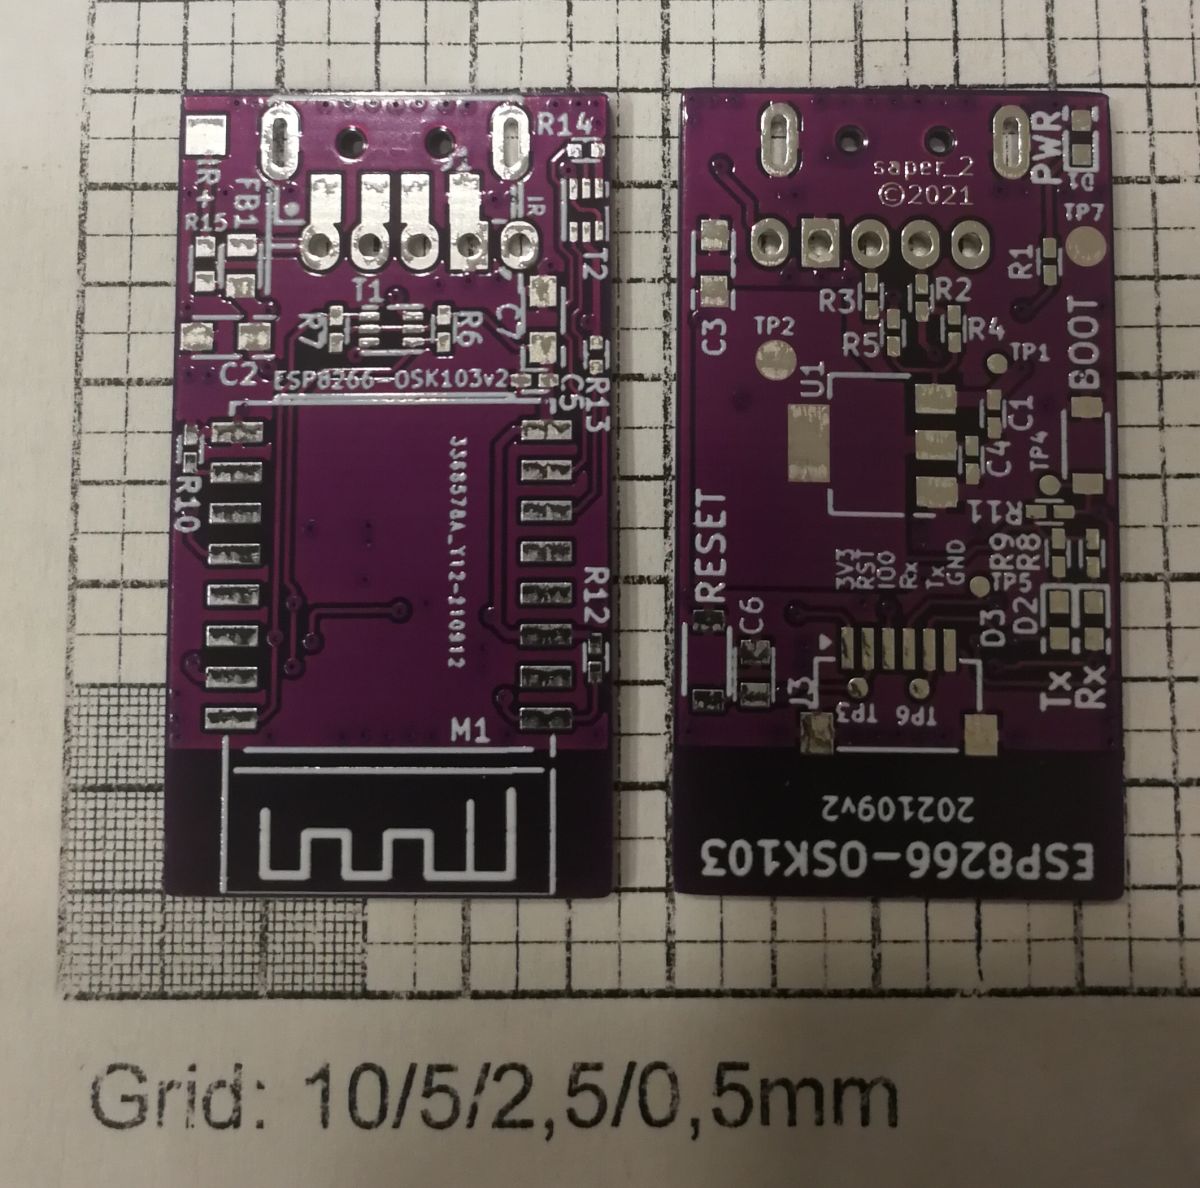 R14
IR+
FB1
R15
IR
T2
T1
R7
R6
C7
C2
ESP8266-OSK103v2
C5
R13
R10
R12
M1
saper_2
©2021
PWR
TP7
R1
R3
R2
R5
R4
C3
TP2
TP1
BOOT
U1
C1
C4
TP4
R11
RESET
3V3
RST
IO0
Rx
Tx
GND
R9
R8
TP5
C6
D3
D2
J3
TP3
TP6
Tx
Rx
202109v2
ESP8266-OSK103
Grid: 10/5/2,5/0,5mm